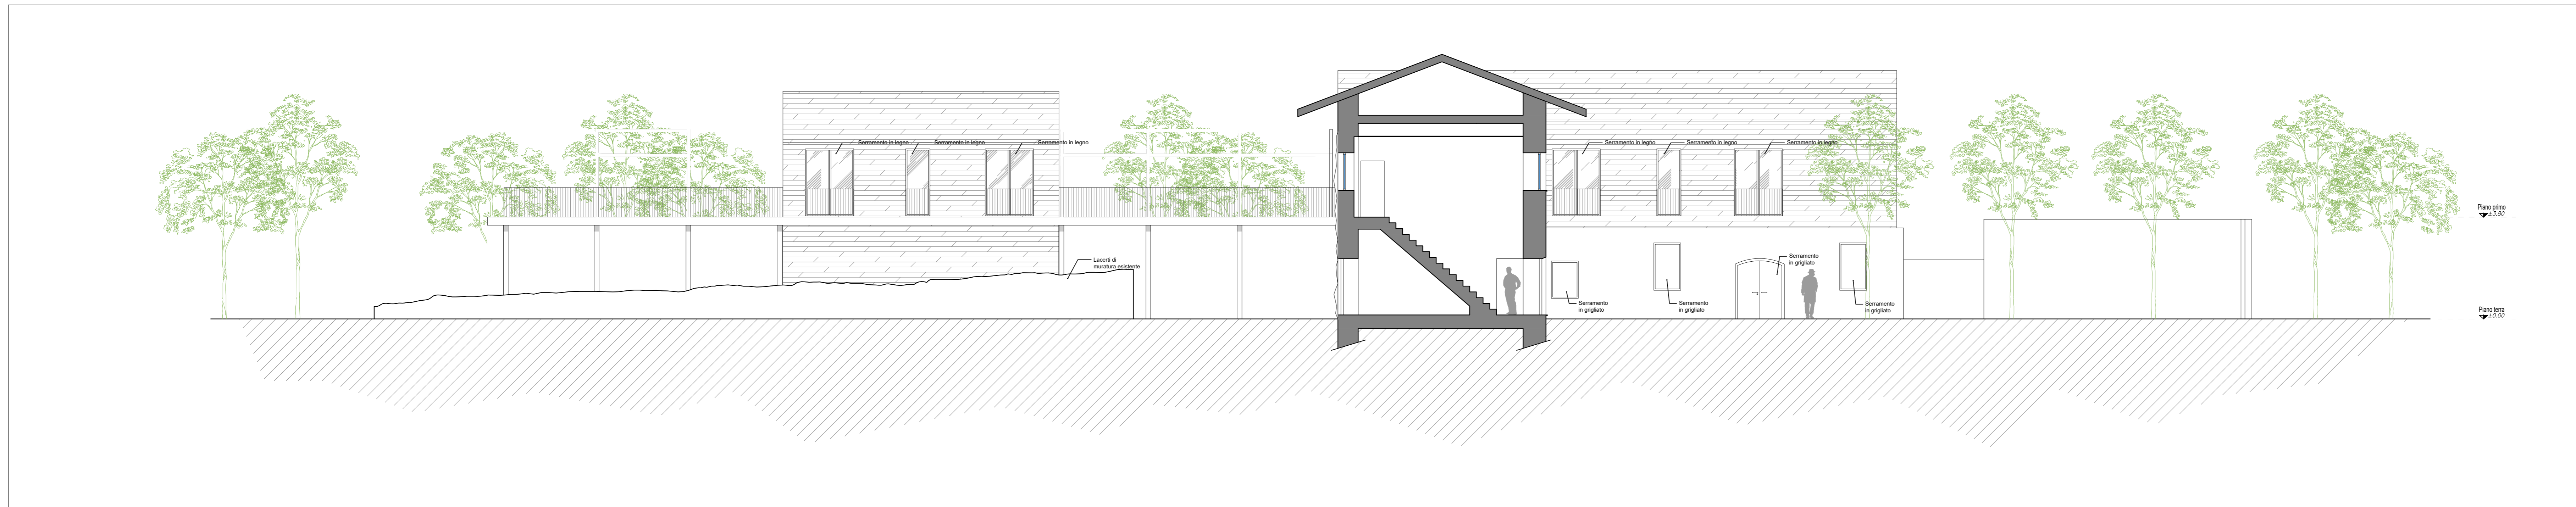 Serramento in legno
Serramento in legno
Serramento in legno
Serramento in legno
Serramento in legno
Serramento in legno
Piano primo
+3.80
Lacerti di
muratura esistente
Serramento
in grigliato
Serramento
in grigliato
Serramento
in grigliato
Serramento
in grigliato
Piano terra
±0.00